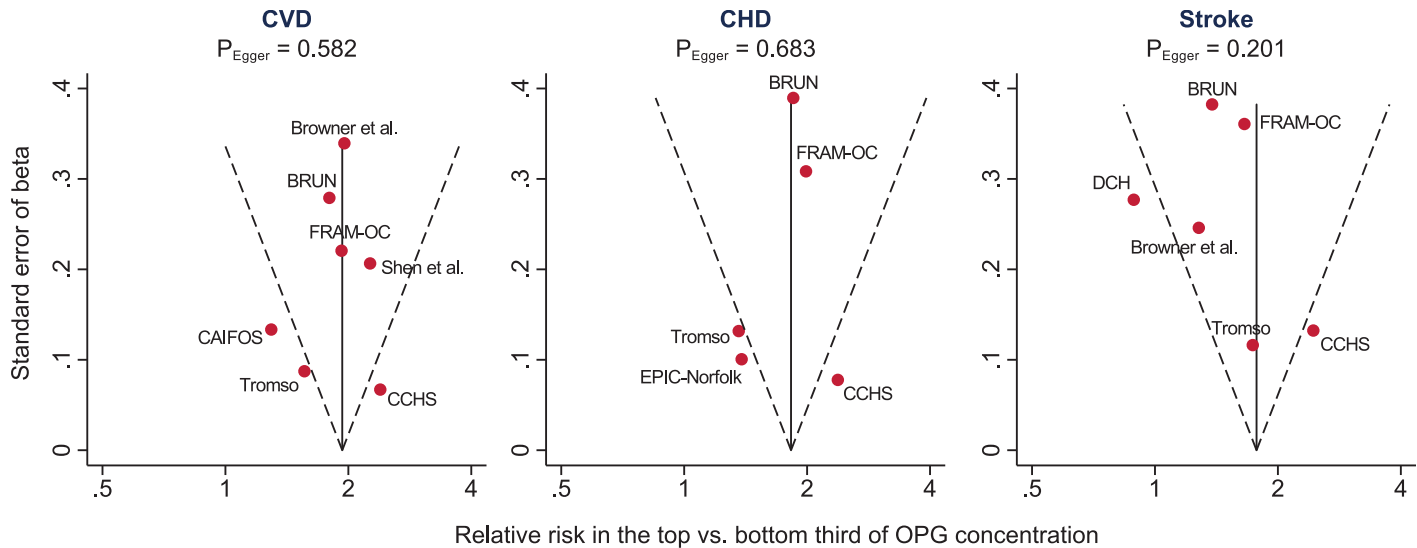 CVD
P Egger = 0.582
CHD
P Egger = 0.683
Stroke
P Egger = 0.201
Standard error of beta
.4
.3
.2
.1
0
Browner et al.
BRUN
FRAM-OC
Shen et al.
CAIFOS
Tromso
CCHS
.5 1 2 4
.4
.3
.2
.1
0
BRUN
FRAM-OC
Tromso
EPIC-Norfolk
CCHS
.5 1 2 4
.4
.3
.2
.1
0
BRUN
FRAM-OC
DCH
Browner et al.
Tromso
CCHS
.5 1 2 4
Relative risk in the top vs. bottom third of OPG concentration